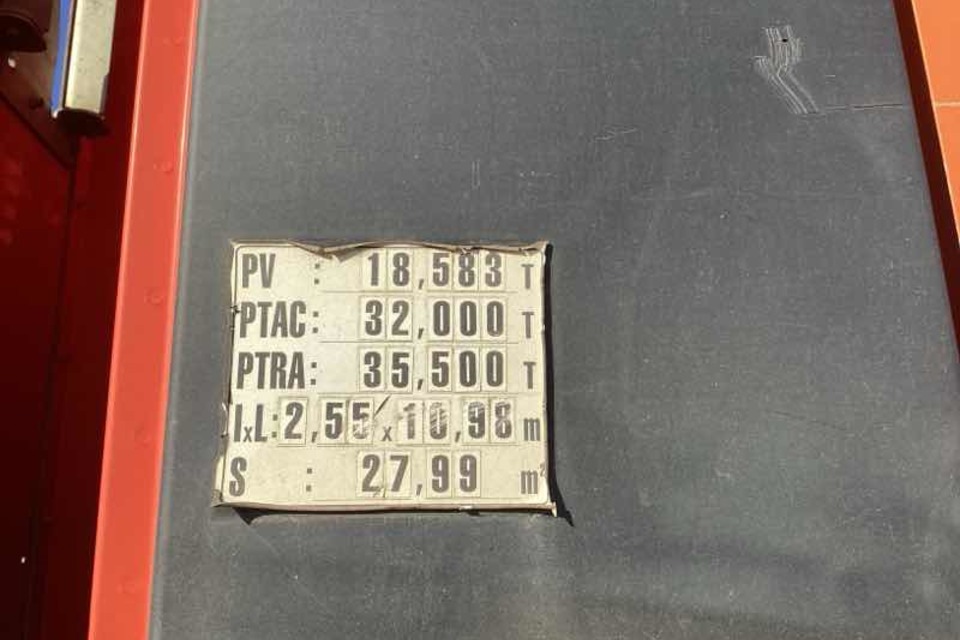 PV : 18,583 T
PTAC: 32,000 T
PTRA: 35,500 T
lxL: 2,55 x 10,98 m
S : 27,99 m²